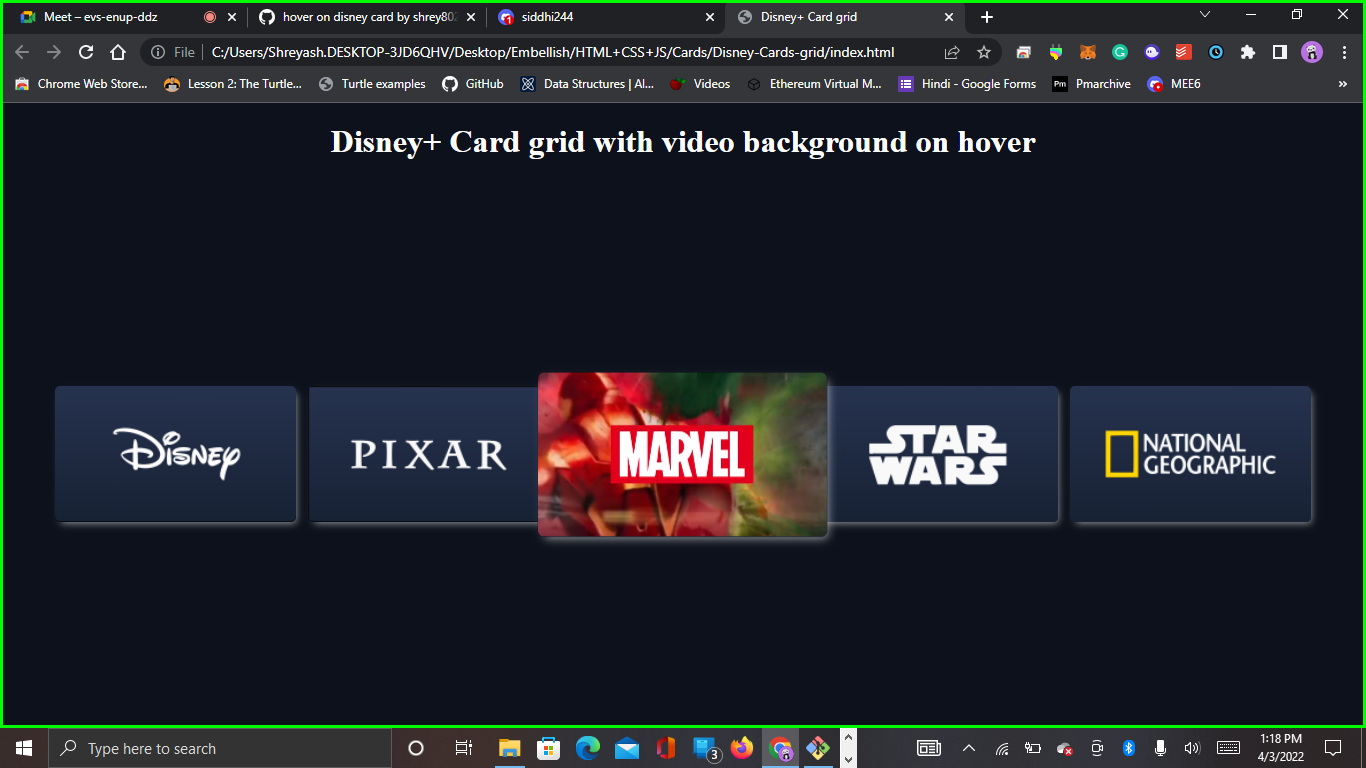 Meet – evs-enup-ddz
hover on disney card by shrey802
siddhi244
Disney+ Card grid
File
C:/Users/Shreyash.DESKTOP-3JD6QHV/Desktop/Embellish/HTML+CSS+JS/Cards/Disney-Cards-grid/index.html
Chrome Web Store... Lesson 2: The Turtle... Turtle examples GitHub Data Structures | Al... Videos Ethereum Virtual M... Hindi - Google Forms Pm Pmarchive MEE6 »
Disney+ Card grid with video background on hover
Disney
PIXAR
MARVEL
STAR
WARS
NATIONAL
GEOGRAPHIC
Type here to search
3
1:18 PM
4/3/2022